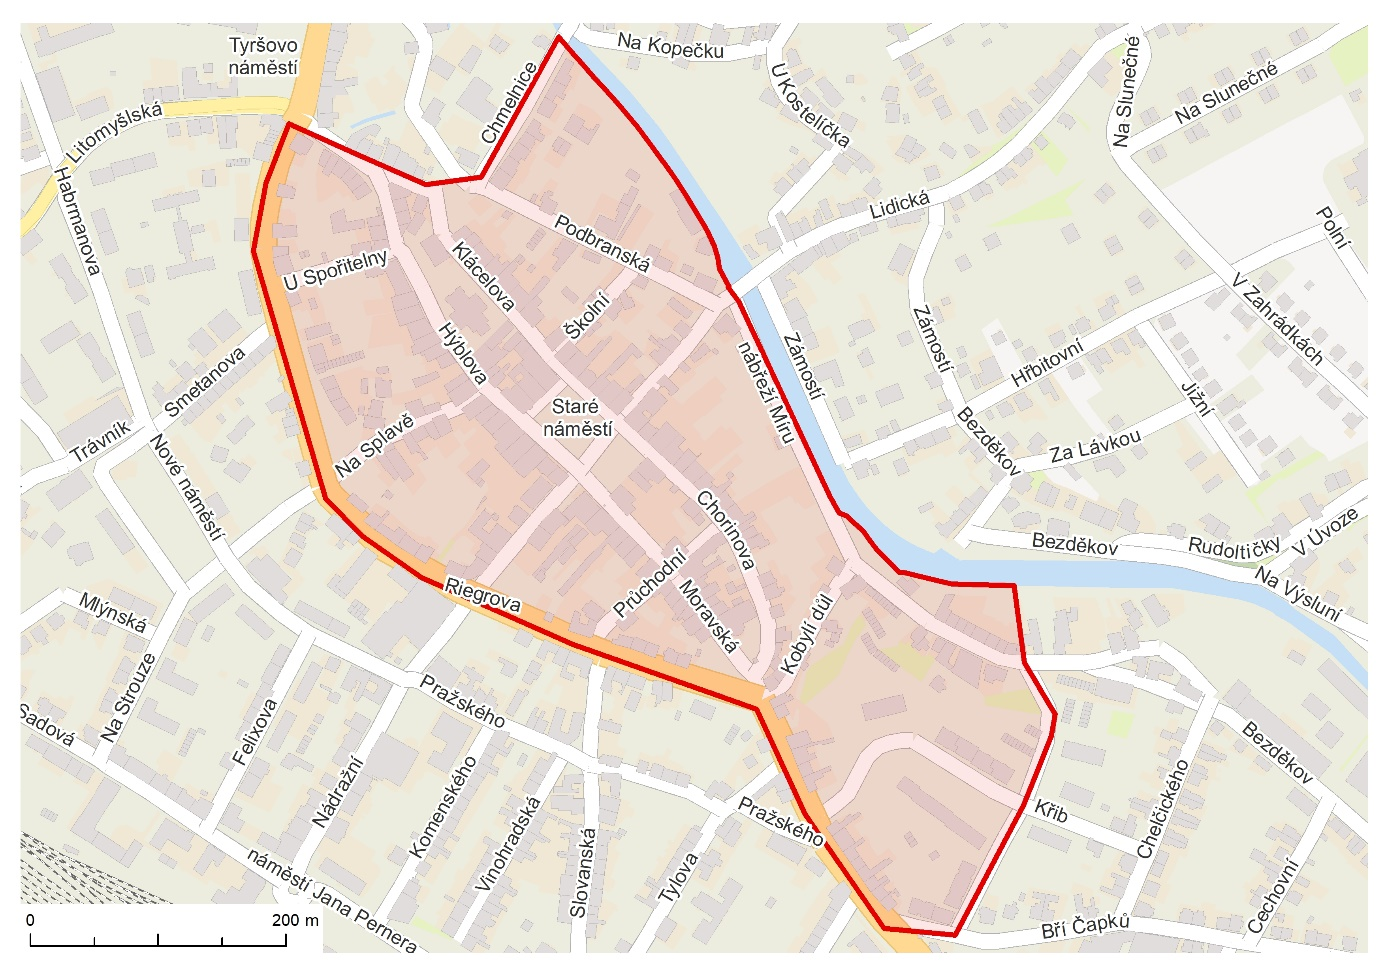 Tyršovo
náměstí
Na Kopečku
Na Slunečné
Na Slunečné
Chmelnice
U Kostelíčka
Litomyšlská
Habrmanova
Lidická
Polní
Podbranská
Klácelova
U Spořitelny
V Zahrádkách
Školní
Hýblova
Zámostí
Zámostí
nábřeží Míru
Hřbitovní
Smetanova
Jižní
Staré
náměstí
Na Splavě
Trávník
Nové náměstí
Bezděkov
Za Lávkou
Chorinova
Bezděkov
Rudoltičky
V Úvoze
Na Výsluní
Riegrova
Průchodní
Moravská
Kobylí důl
Mlýnská
Na Strouze
Pražského
Sadová
Felixova
Nádražní
Komenského
Vinohradská
Slovanská
Tylova
Pražského
Křib
Chelčického
Bezděkov
Cechovní
Bří Čapků
náměstí Jana Pernera
0 200 m